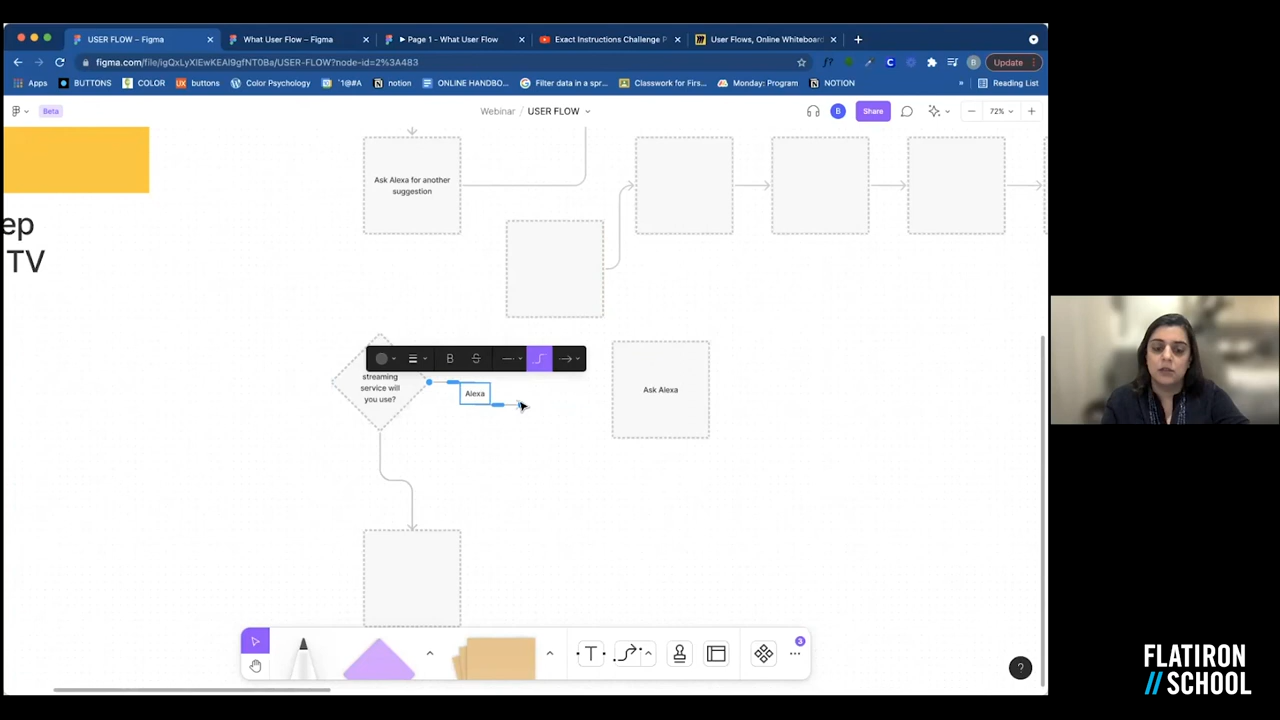 USER FLOW – Figma
What User Flow – Figma
Page 1 - What User Flow
Exact Instructions Challenge P
User Flows, Online Whiteboard
figma.com/file/igQxLyXlEwKEAl9gfNT0Ba/USER-FLOW?node-id=2%3A483
Update
Apps
BUTTONS
COLOR
buttons
Color Psychology
`1@#A
notion
ONLINE HANDBO...
Filter data in a spr...
Classwork for Firs...
Monday: Program
NOTION
»
Reading List
Beta
Webinar / USER FLOW
B
Share
72%
Ask Alexa for another
suggestion
ep
TV
B
S
streaming
service will
you use?
Alexa
Ask Alexa
T
3
?
FLATIRON
// SCHOOL